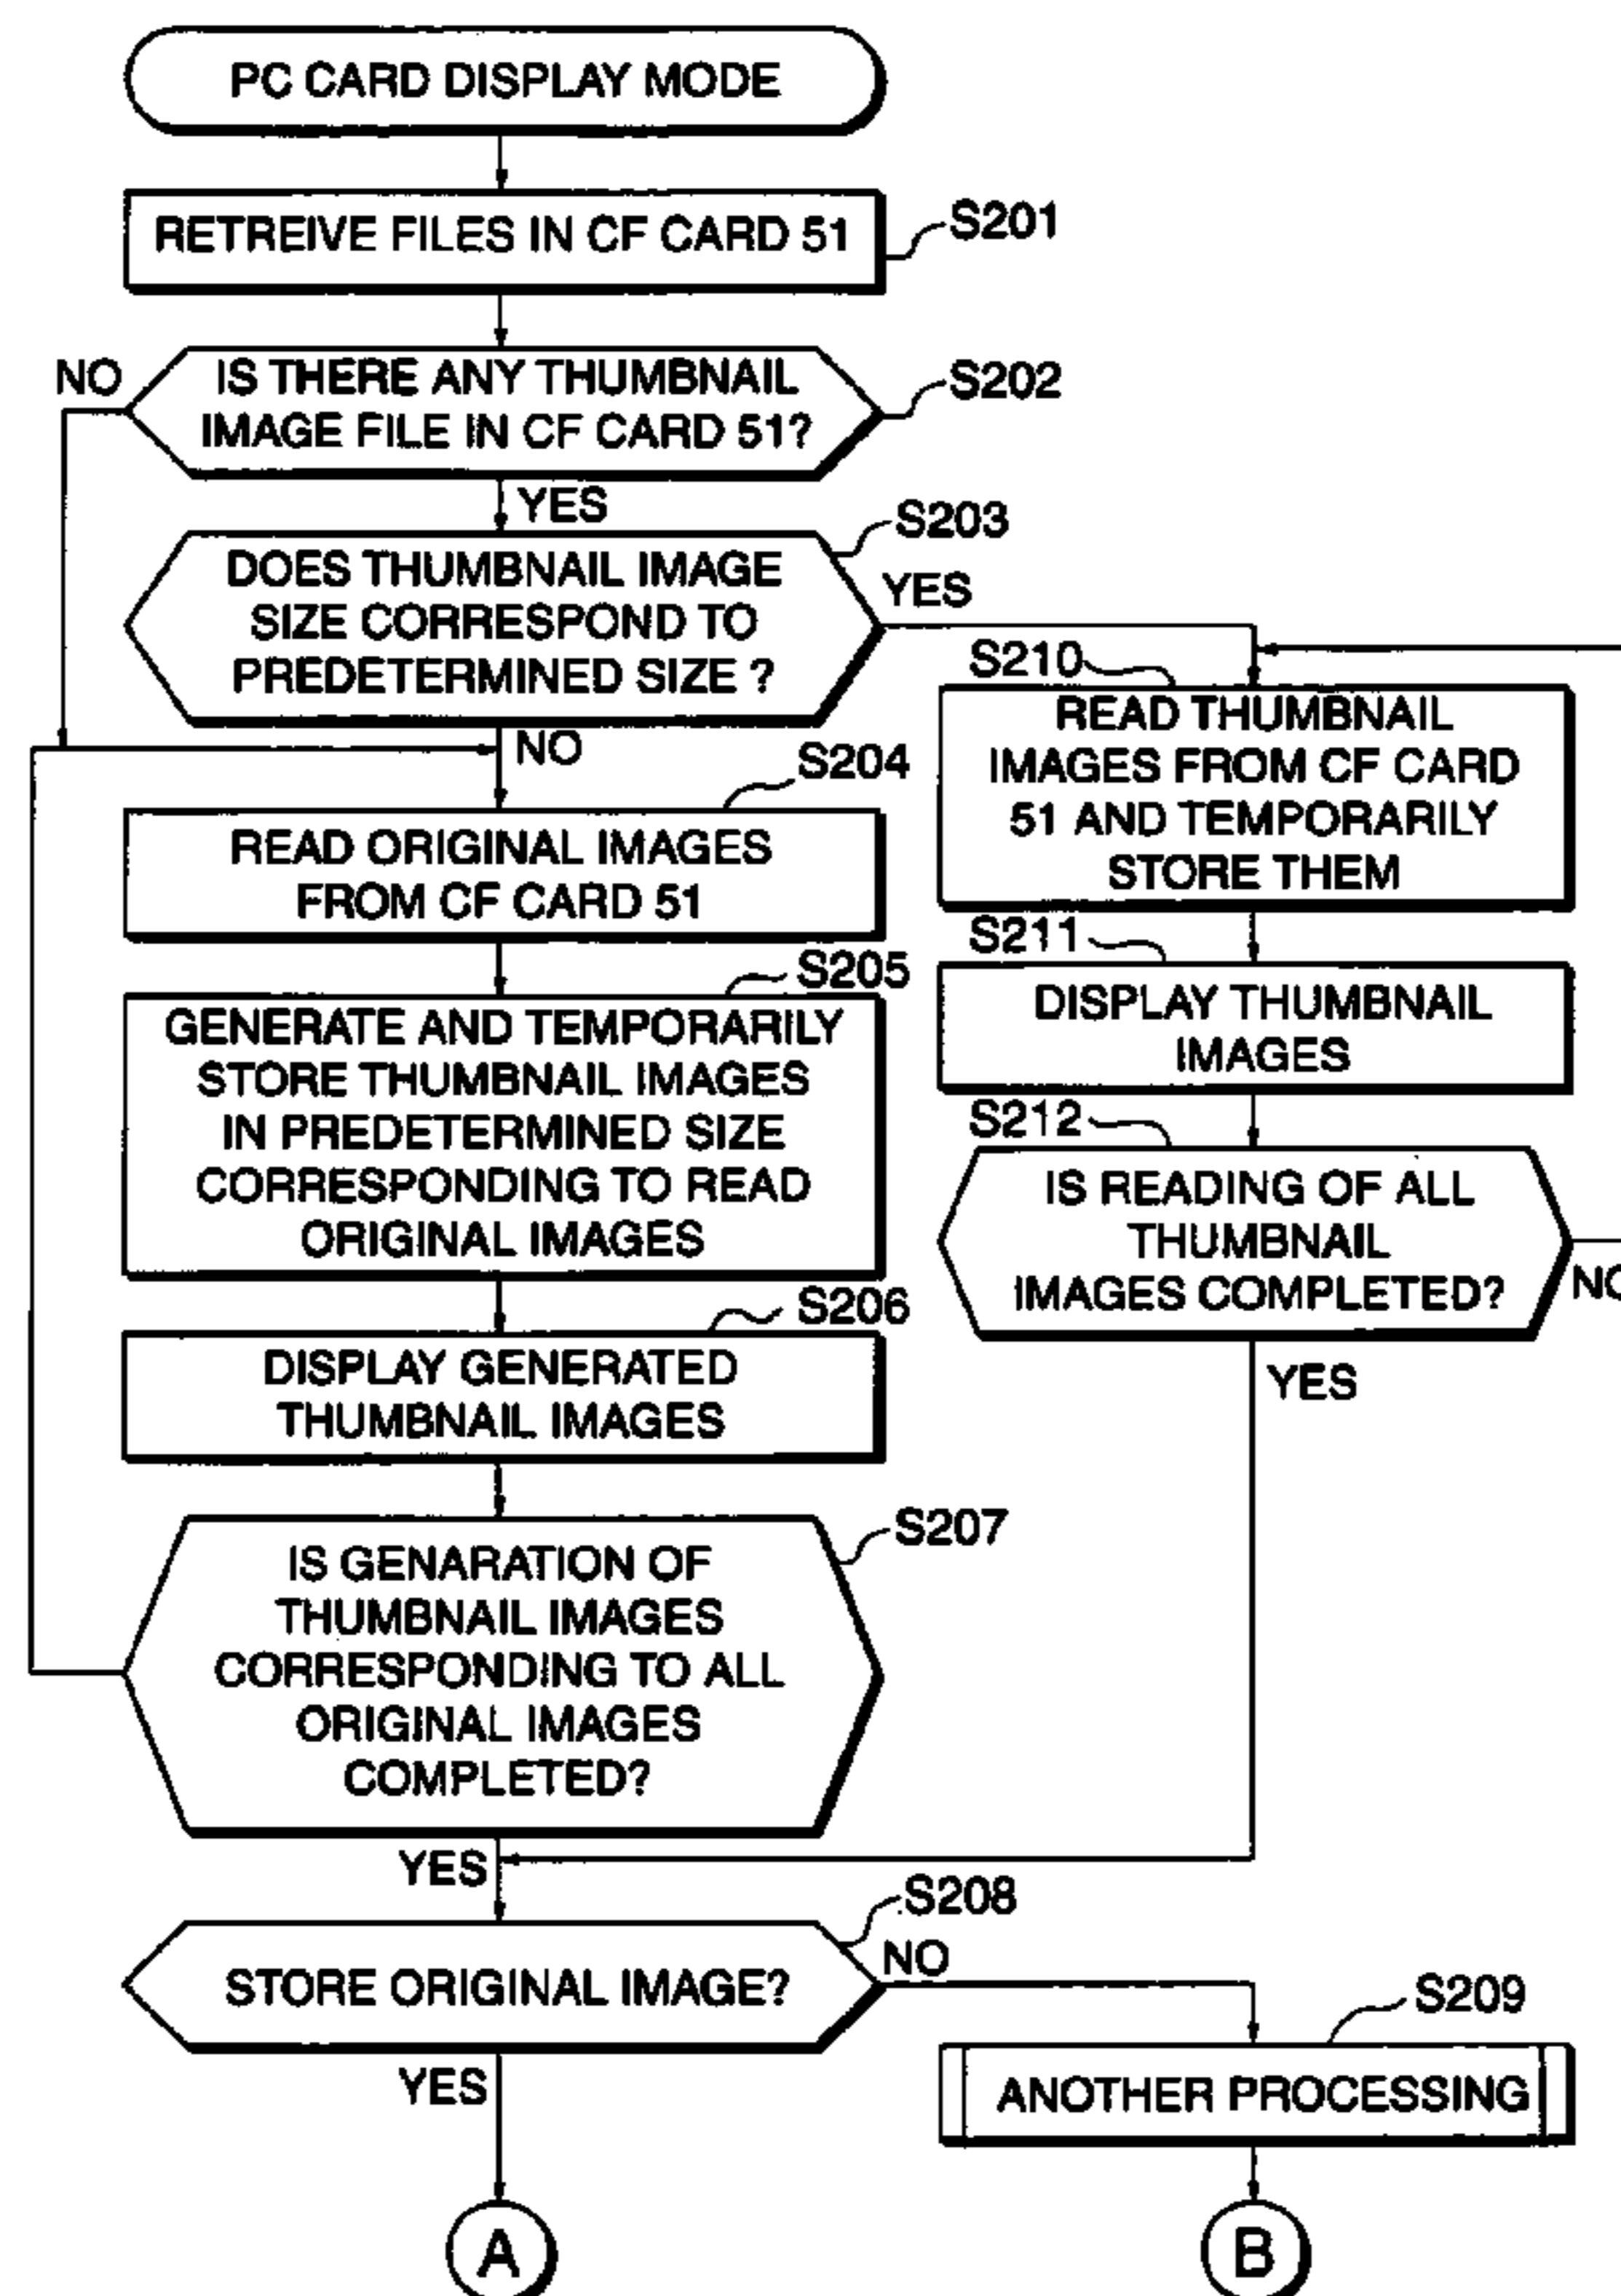 PC CARD DISPLAY MODE
RETREIVE FILES IN CF CARD 51
S201
NO
IS THERE ANY THUMBNAIL
IMAGE FILE IN CF CARD 51?
S202
YES
S203
DOES THUMBNAIL IMAGE
SIZE CORRESPOND TO
PREDETERMINED SIZE ?
YES
NO
S204
READ ORIGINAL IMAGES
FROM CF CARD 51
S205
GENERATE AND TEMPORARILY
STORE THUMBNAIL IMAGES
IN PREDETERMINED SIZE
CORRESPONDING TO READ
ORIGINAL IMAGES
S206
DISPLAY GENERATED
THUMBNAIL IMAGES
S207
IS GENARATION OF
THUMBNAIL IMAGES
CORRESPONDING TO ALL
ORIGINAL IMAGES
COMPLETED?
YES
S210
READ THUMBNAIL
IMAGES FROM CF CARD
51 AND TEMPORARILY
STORE THEM
S211
DISPLAY THUMBNAIL
IMAGES
S212
IS READING OF ALL
THUMBNAIL
IMAGES COMPLETED?
NO
YES
S208
STORE ORIGINAL IMAGE?
NO
YES
S209
ANOTHER PROCESSING
A
B